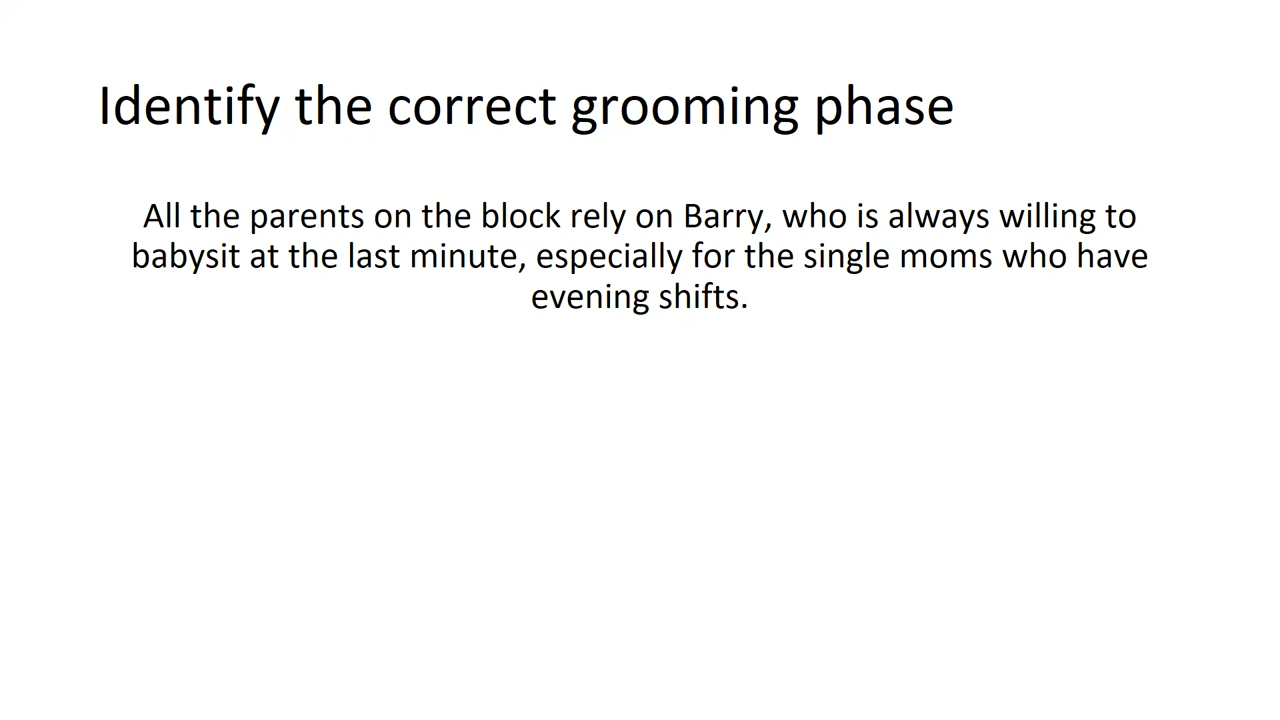 Identify the correct grooming phase
All the parents on the block rely on Barry, who is always willing to
babysit at the last minute, especially for the single moms who have
evening shifts.